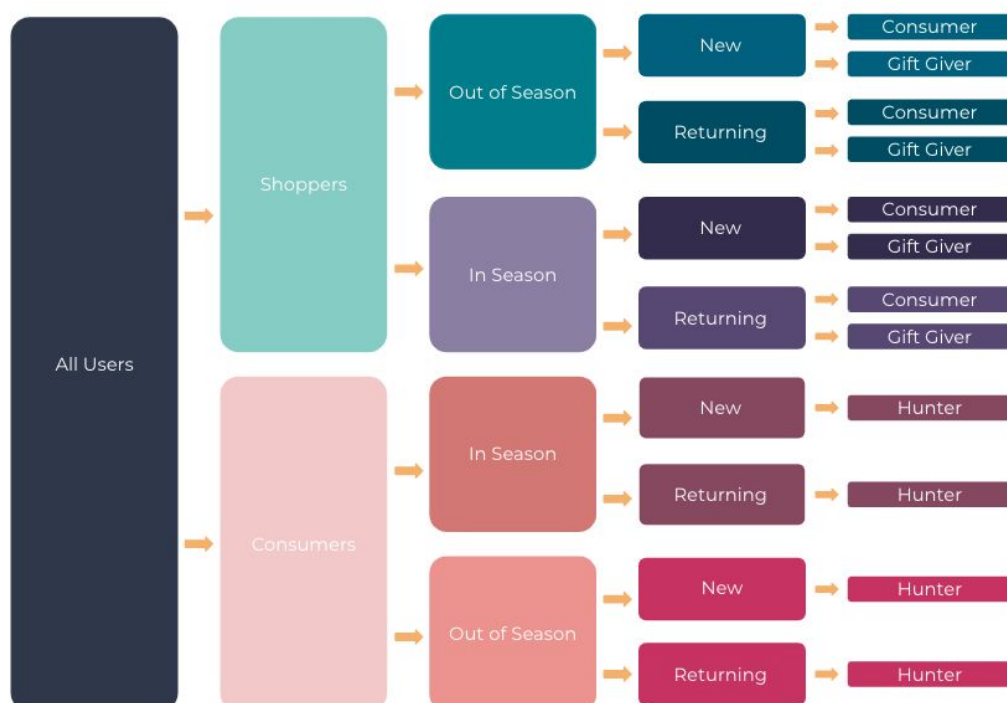 All Users
Shoppers
Out of Season
New
Consumer
Gift Giver
Returning
Consumer
Gift Giver
In Season
New
Consumer
Gift Giver
Returning
Consumer
Gift Giver
Consumers
In Season
New
Hunter
Returning
Hunter
Out of Season
New
Hunter
Returning
Hunter